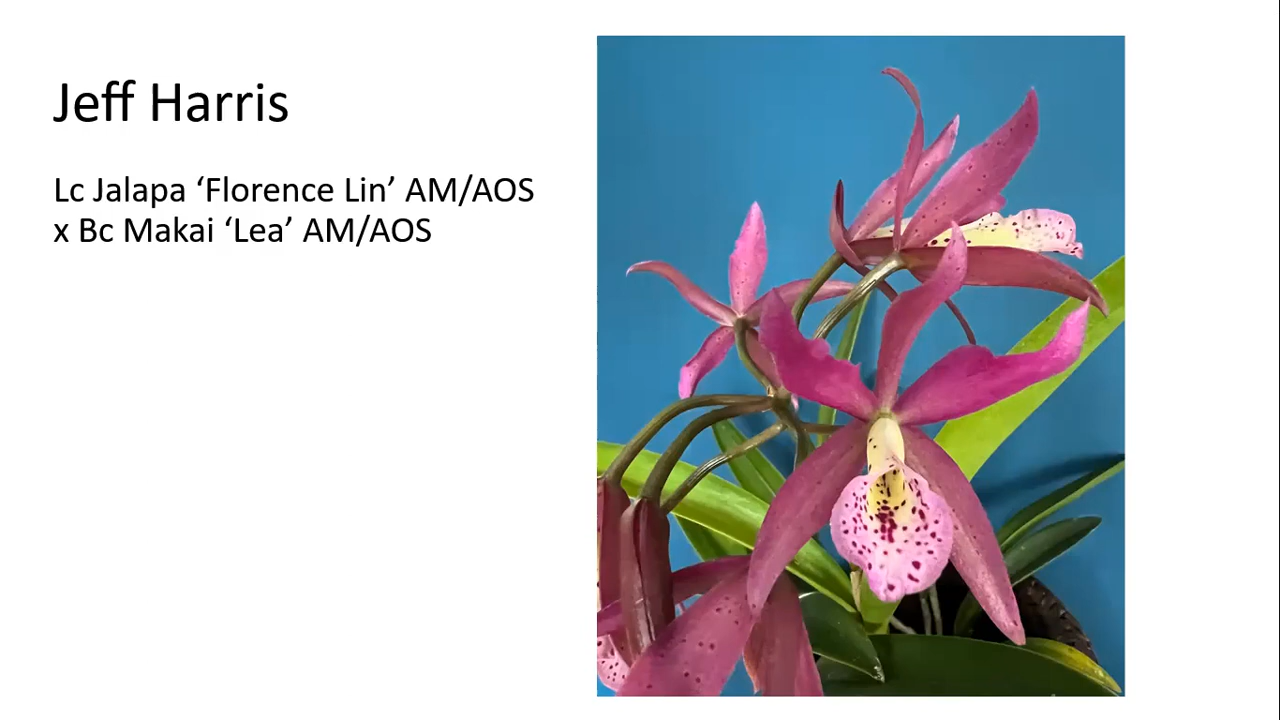 Jeff Harris
Lc Jalapa ‘Florence Lin’ AM/AOS
x Bc Makai ‘Lea’ AM/AOS